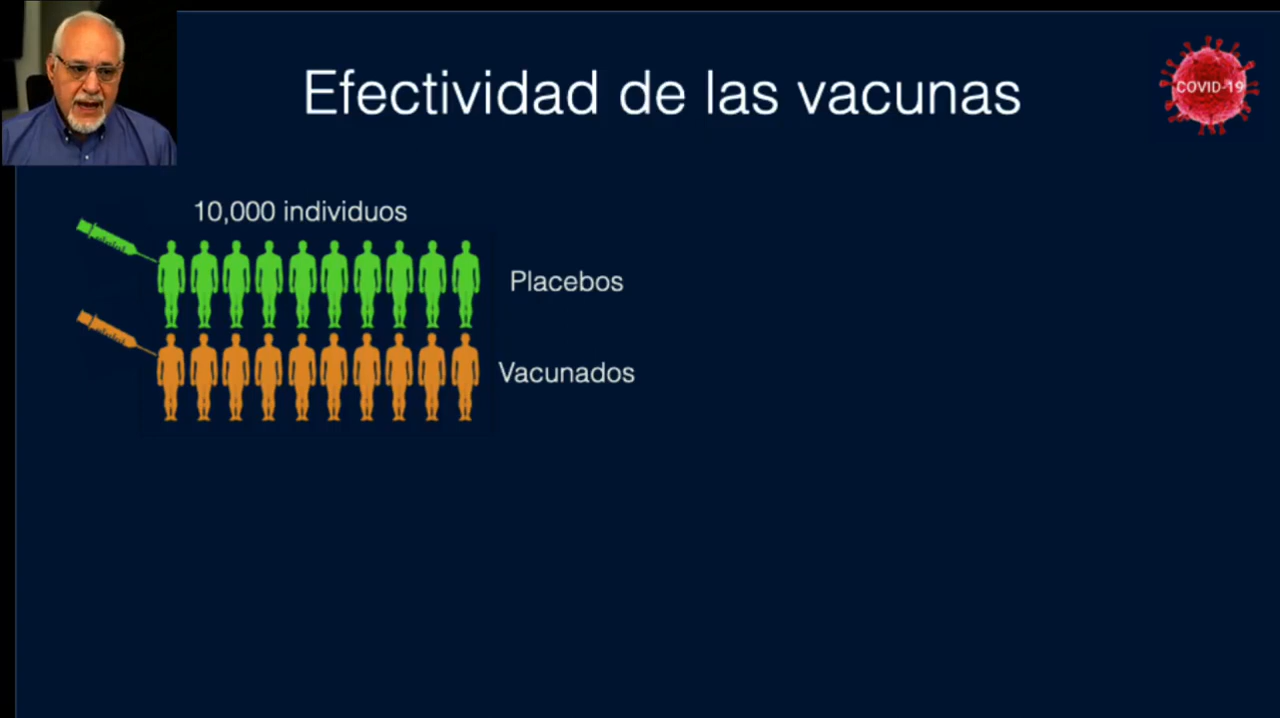 Efectividad de las vacunas
COVID-19
10,000 individuos
Placebos
Vacunados